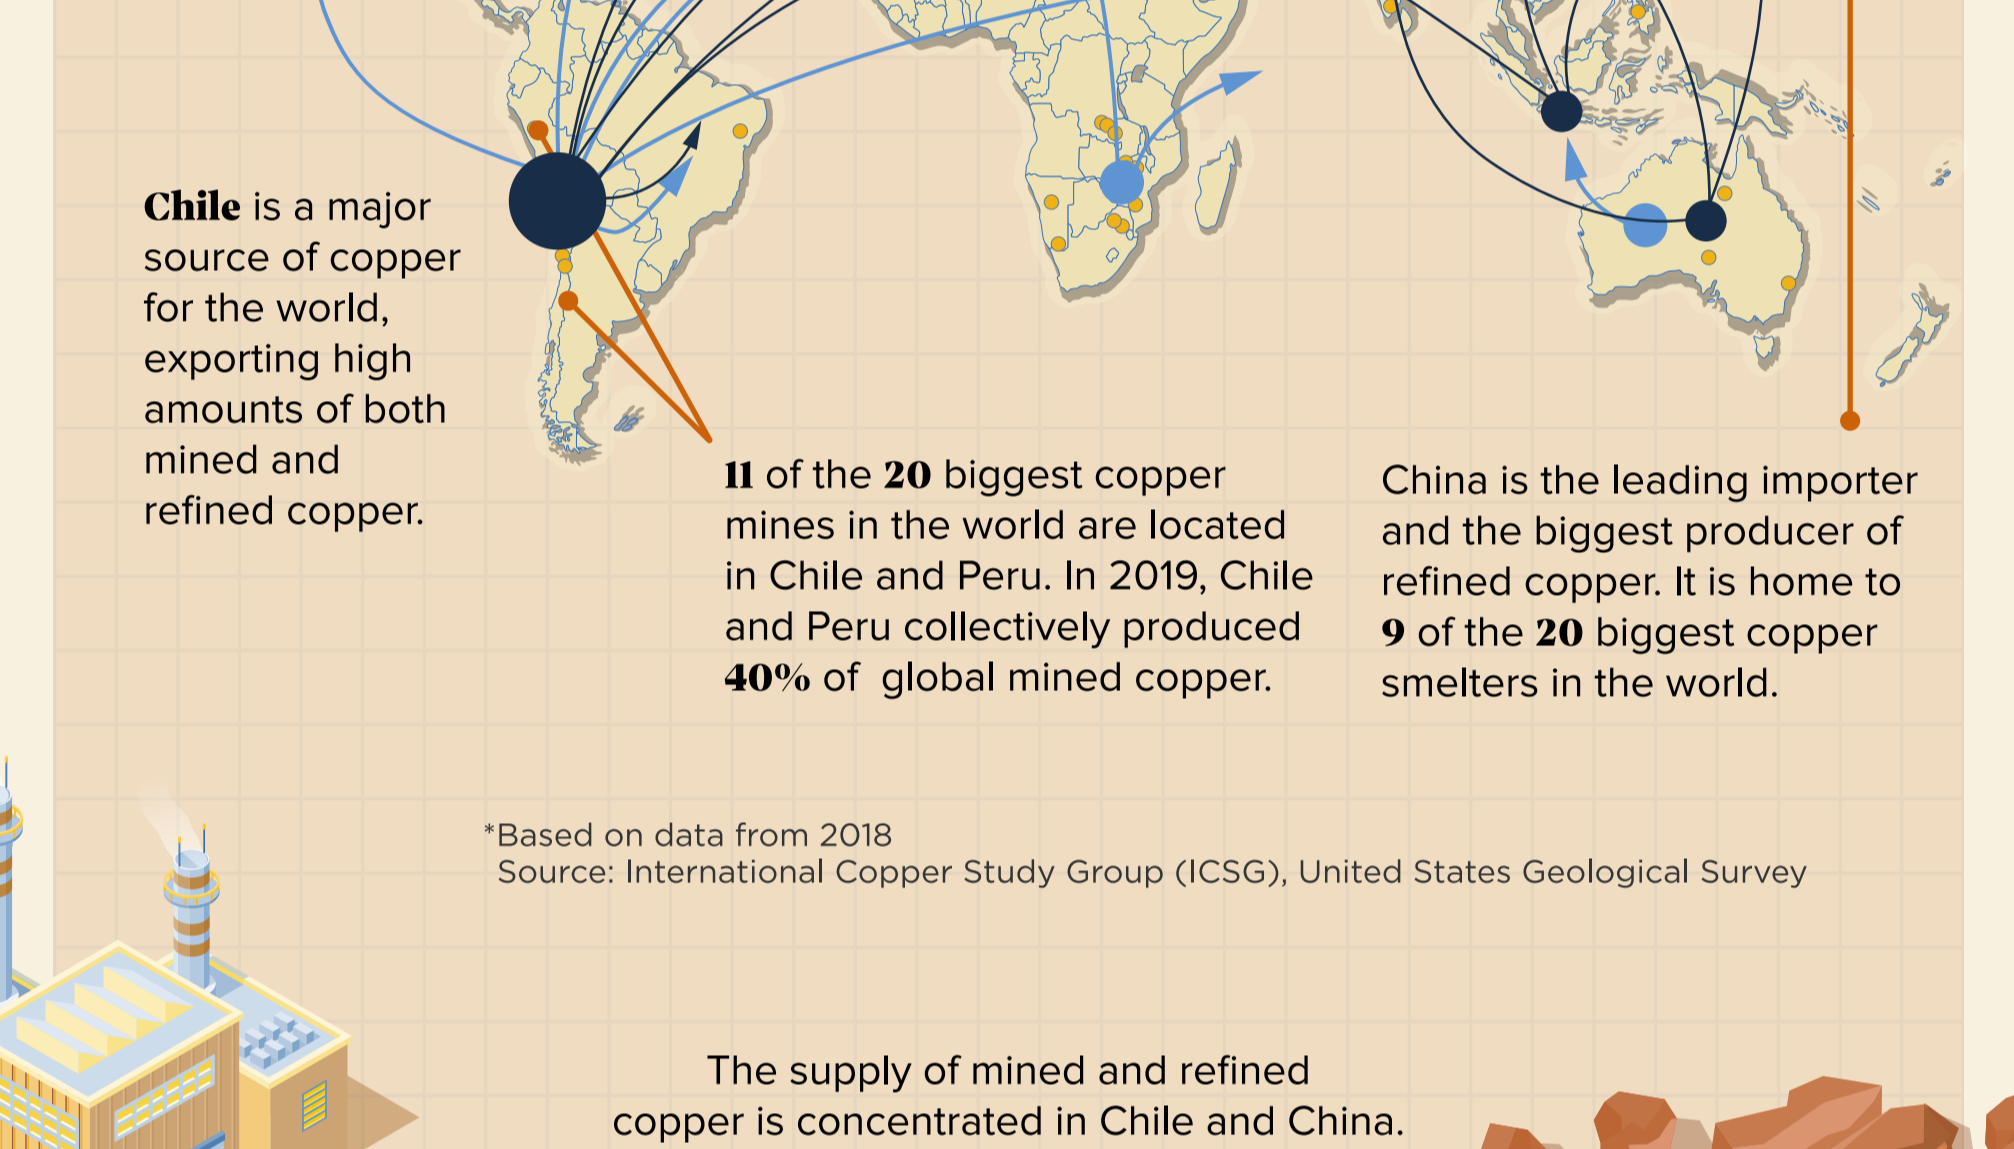 Chile is a major
source of copper
for the world,
exporting high
amounts of both
mined and
refined copper.
11 of the 20 biggest copper
mines in the world are located
in Chile and Peru. In 2019, Chile
and Peru collectively produced
40% of global mined copper.
China is the leading importer
and the biggest producer of
refined copper. It is home to
9 of the 20 biggest copper
smelters in the world.
*Based on data from 2018
Source: International Copper Study Group (ICSG), United States Geological Survey
The supply of mined and refined
copper is concentrated in Chile and China.